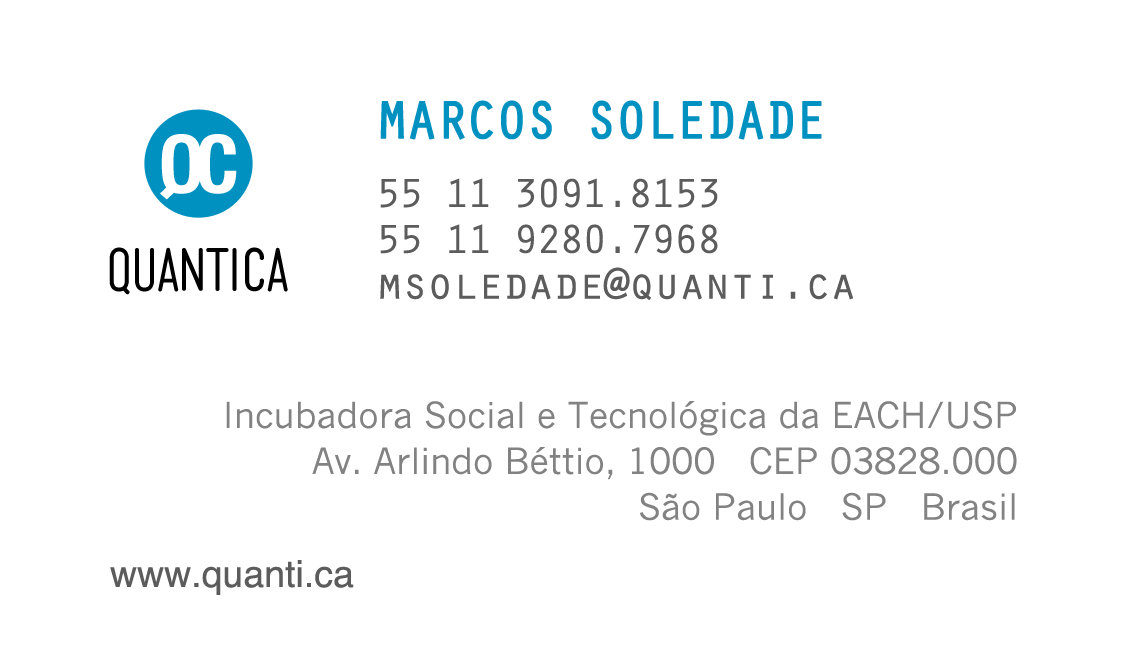 QC
QUANTICA
MARCOS SOLEDADE
55 11 3091.8153
55 11 9280.7968
MSOLEDADE@QUANTI.CA
Incubadora Social e Tecnológica da EACH/USP
Av. Arlindo Béttio, 1000 CEP 03828.000
São Paulo SP Brasil
www.quanti.ca